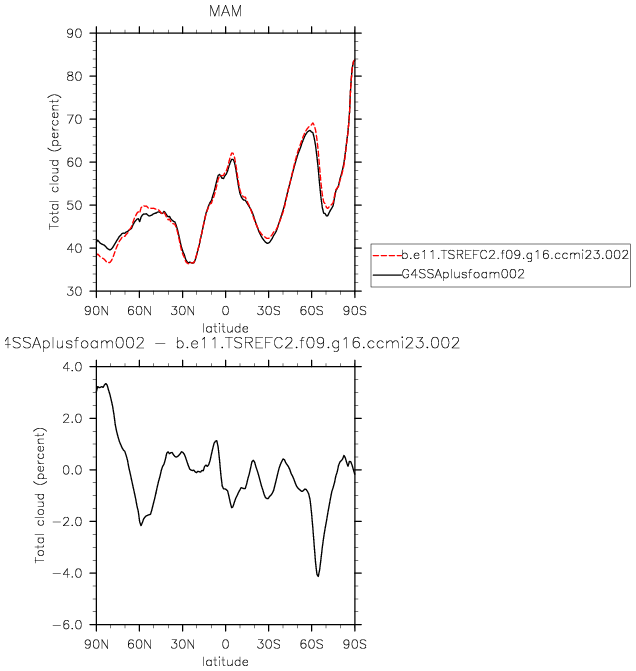 MAM
90
80
70
60
50
40
30
Total cloud (percent)
90N 60N 30N 0 30S 60S 90S
latitude
b.e11.TSREFC2.f09.g16.ccmi23.002
G4SSAplusfoam002
4SSAplusfoam002 − b.e11.TSREFC2.f09.g16.ccmi23.002
4.0
2.0
0.0
−2.0
−4.0
−6.0
Total cloud (percent)
90N 60N 30N 0 30S 60S 90S
latitude